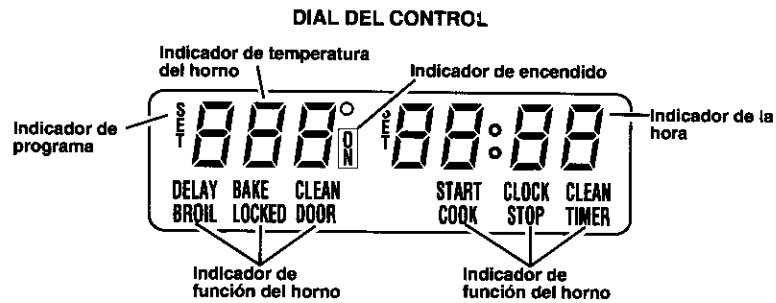 DIAL DEL CONTROL
Indicador de temperatura
del horno
Indicador de encendido
Indicador de
programa
SET 888° ON SET 88:88
Indicador de la
hora
DELAY BAKE CLEAN START CLOCK CLEAN
BROIL LOCKED DOOR COOK STOP TIMER
Indicador de
función del horno
Indicador de
función del horno